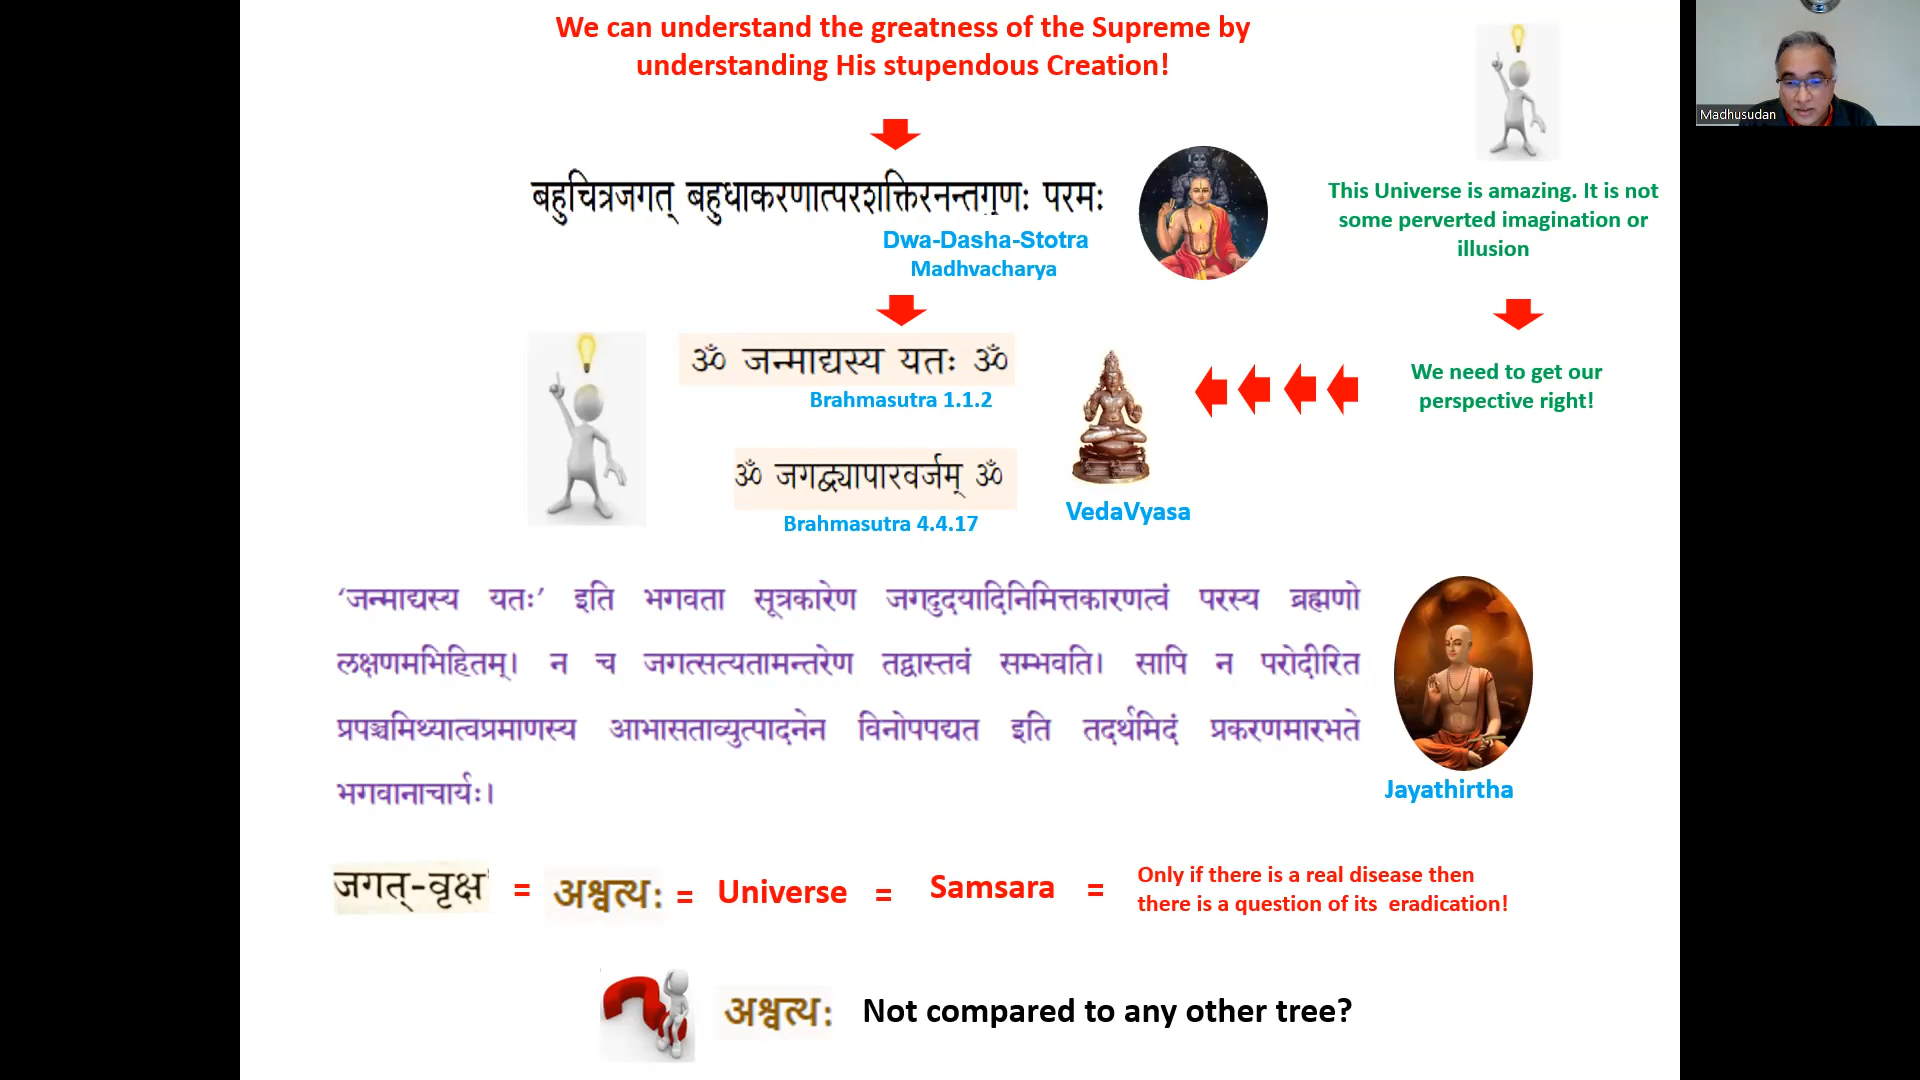 We can understand the greatness of the Supreme by
understanding His stupendous Creation!
Madhusudan
बहुचित्रजगत् बहुधाकरणात्परशक्तिरनन्तगुणः परमः
Dwa-Dasha-Stotra
Madhvacharya
This Universe is amazing. It is not
some perverted imagination or
illusion
ॐ जन्माद्यस्य यतः ॐ
Brahmasutra 1.1.2
We need to get our
perspective right!
ॐ जगद्व्यापारवर्जम् ॐ
Brahmasutra 4.4.17
VedaVyasa
‘जन्माद्यस्य यतः’ इति भगवता सूत्रकारेण जगदुदयादिनिमित्तकारणत्वं परस्य ब्रह्मणो
लक्षणमभिहितम्। न च जगत्सत्यतामन्तरेण तद्वास्तवं सम्भवति। सापि न परोदीरित
प्रपञ्चमिथ्यात्वप्रमाणस्य आभासताव्युत्पादनेन विनोपपद्यत इति तदर्थमिदं प्रकरणमारभते
भगवानाचार्यः।
Jayathirtha
जगत्-वृक्ष = अश्वत्थः = Universe = Samsara = Only if there is a real disease then
there is a question of its eradication!
अश्वत्थः Not compared to any other tree?